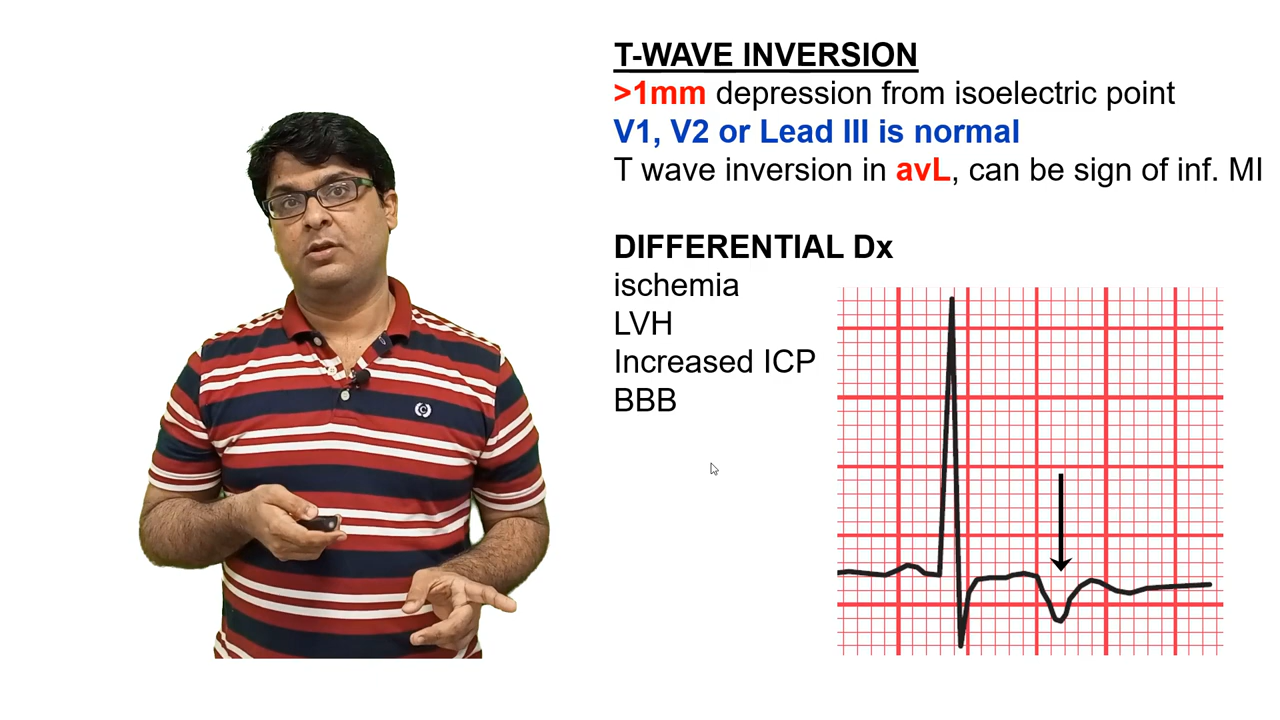 T-WAVE INVERSION
>1mm depression from isoelectric point
V1, V2 or Lead III is normal
T wave inversion in avL, can be sign of inf. MI
DIFFERENTIAL Dx
ischemia
LVH
Increased ICP
BBB